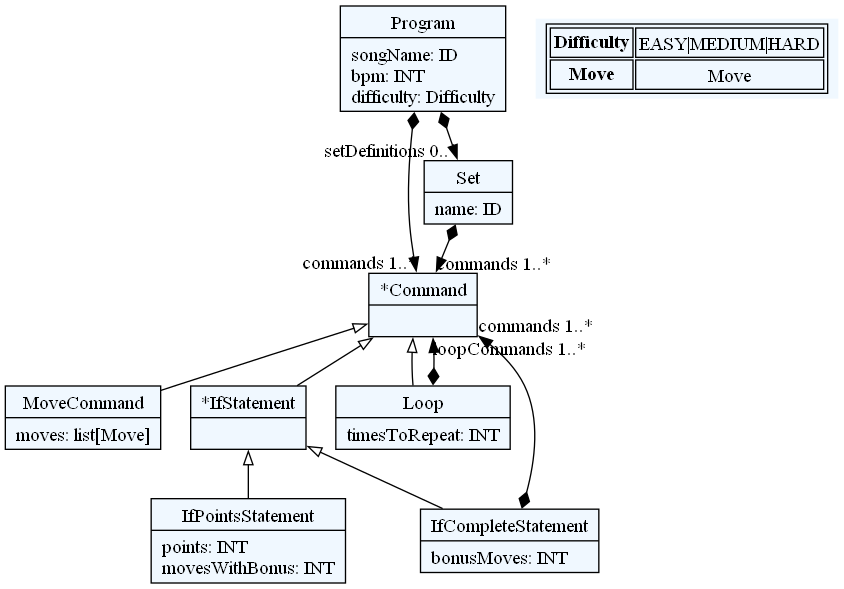 Program
songName: ID
bpm: INT
difficulty: Difficulty
Difficulty EASY|MEDIUM|HARD
Move Move
setDefinitions 0..
Set
name: ID
commands 1..*
commands 1..*
*Command
commands 1..*
loopCommands 1..*
MoveCommand
moves: list[Move]
*IfStatement
Loop
timesToRepeat: INT
IfPointsStatement
points: INT
movesWithBonus: INT
IfCompleteStatement
bonusMoves: INT